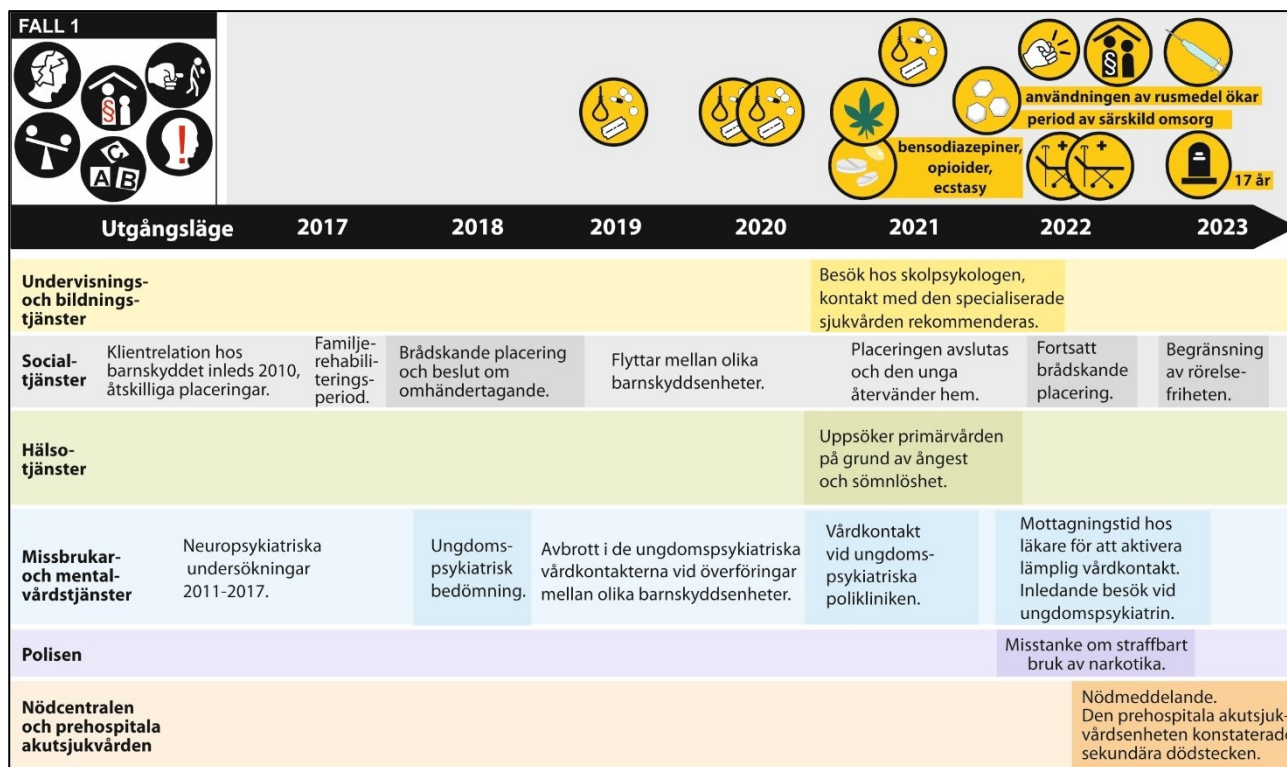 FALL 1
§
!
C
A B
§
användningen av rusmedel ökar
period av särskild omsorg
bensodiazepiner,
opioider,
ecstasy
17 år
Utgångsläge 2017 2018 2019 2020 2021 2022 2023
Undervisnings-
och bildnings-
tjänster
Besök hos skolpsykologen,
kontakt med den specialiserade
sjukvården rekommenderas.
Social-
tjänster
Klientrelation hos
barnskyddet inleds 2010,
åtskilliga placeringar.
Familje-
rehabili-
terings-
period.
Brådskande placering
och beslut om
omhändertagande.
Flyttar mellan olika
barnskyddsenheter.
Placeringen avslutas
och den unga
återvänder hem.
Fortsatt
brådskande
placering.
Begränsning
av rörelse-
friheten.
Hälso-
tjänster
Uppsöker primärvården
på grund av ångest
och sömnlöshet.
Missbrukar-
och mental-
vårdstjänster
Neuropsykiatriska
undersökningar
2011-2017.
Ungdoms-
psykiatrisk
bedömning.
Avbrott i de ungdomspsykiatriska
vårdkontakterna vid överföringar
mellan olika barnskyddsenheter.
Vårdkontakt
vid ungdoms-
psykiatriska
polikliniken.
Mottagningstid hos
läkare för att aktivera
lämplig vårdkontakt.
Inledande besök vid
ungdomspsykiatrin.
Polisen
Misstanke om straffbart
bruk av narkotika.
Nödcentralen
och prehospitala
akutsjukvården
Nödmeddelande.
Den prehospitala akutsjuk-
vårdsenheten konstaterade
sekundära dödstecken.